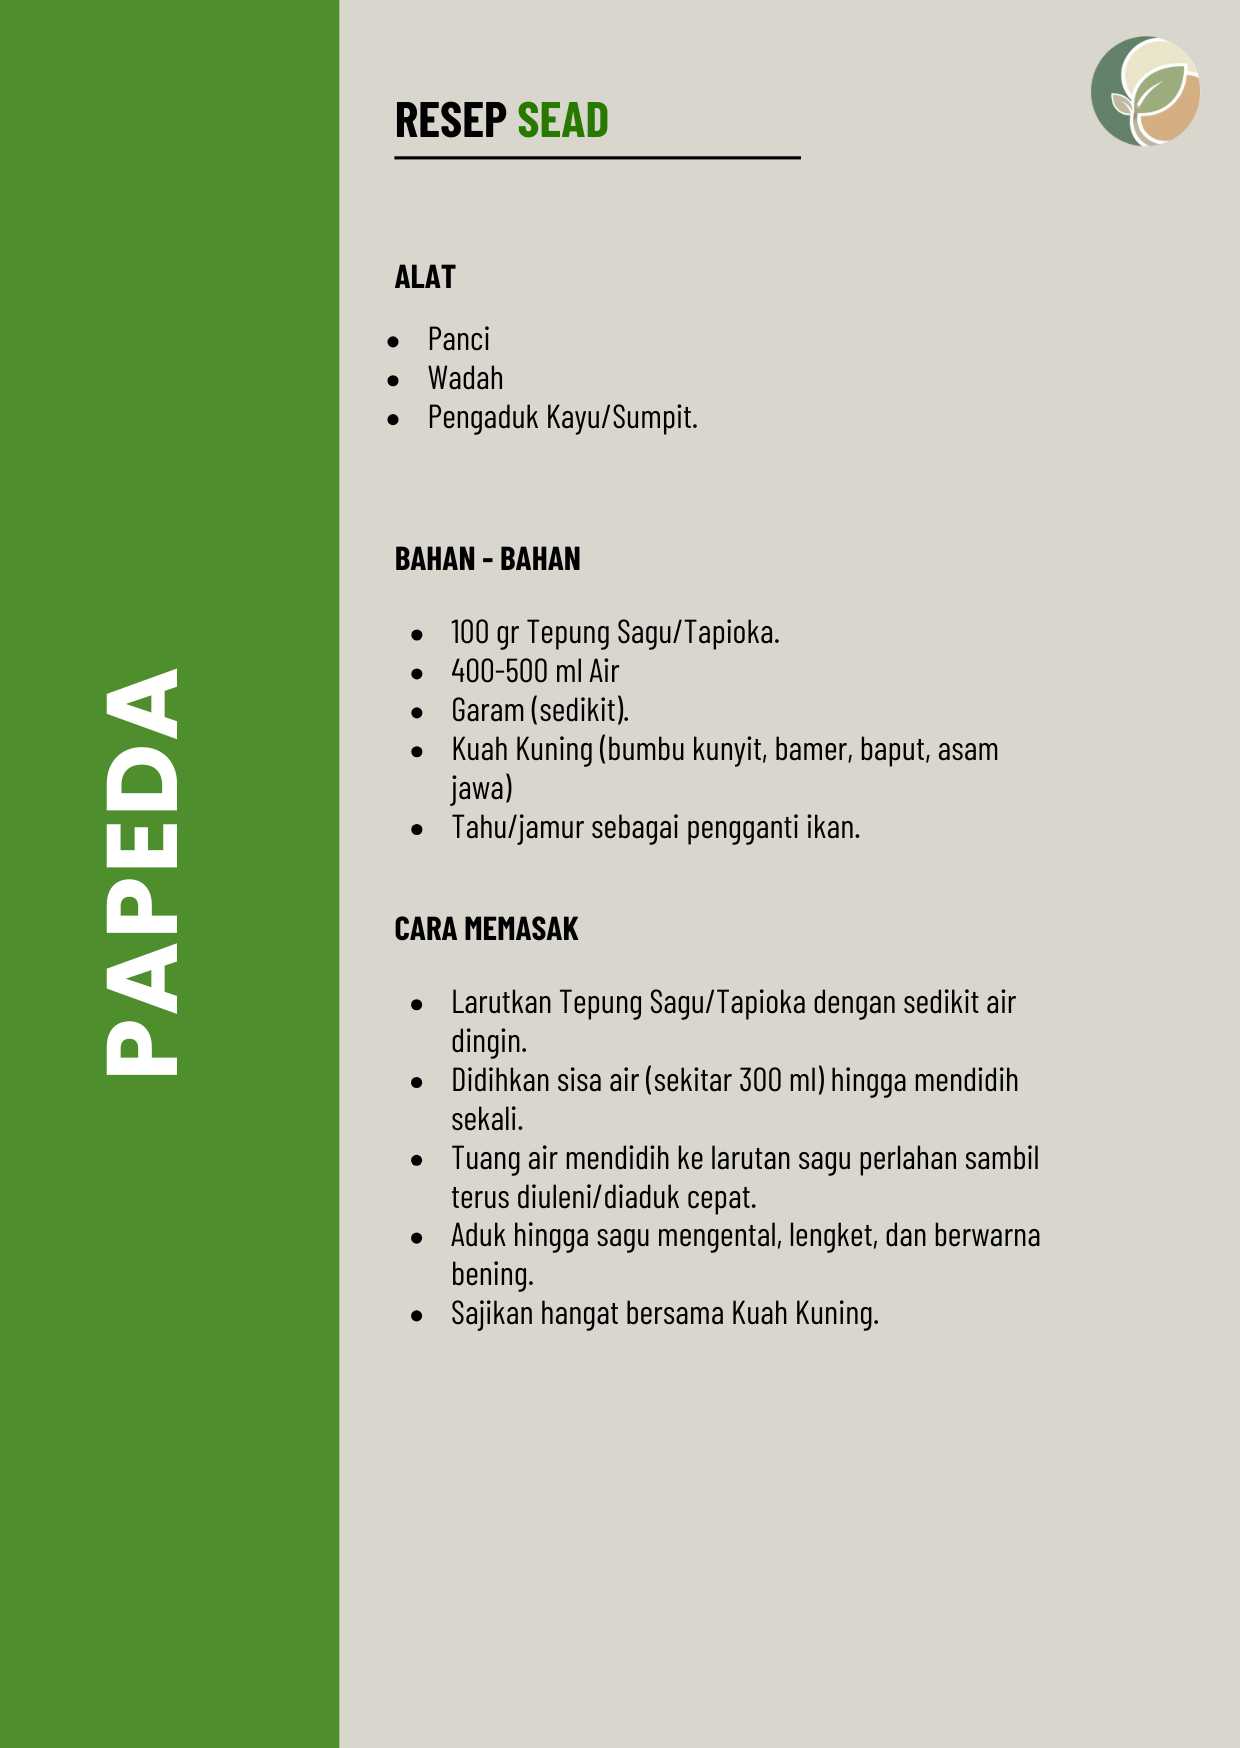 RESEP SEAD
ALAT
• Panci
• Wadah
• Pengaduk Kayu/Sumpit.
BAHAN - BAHAN
• 100 gr Tepung Sagu/Tapioka.
• 400-500 ml Air
• Garam (sedikit).
• Kuah Kuning (bumbu kunyit, bamer, baput, asam
jawa)
• Tahu/jamur sebagai pengganti ikan.
CARA MEMASAK
• Larutkan Tepung Sagu/Tapioka dengan sedikit air
dingin.
• Didihkan sisa air (sekitar 300 ml) hingga mendidih
sekali.
• Tuang air mendidih ke larutan sagu perlahan sambil
terus diuleni/diaduk cepat.
• Aduk hingga sagu mengental, lengket, dan berwarna
bening.
• Sajikan hangat bersama Kuah Kuning.
PAPEDA